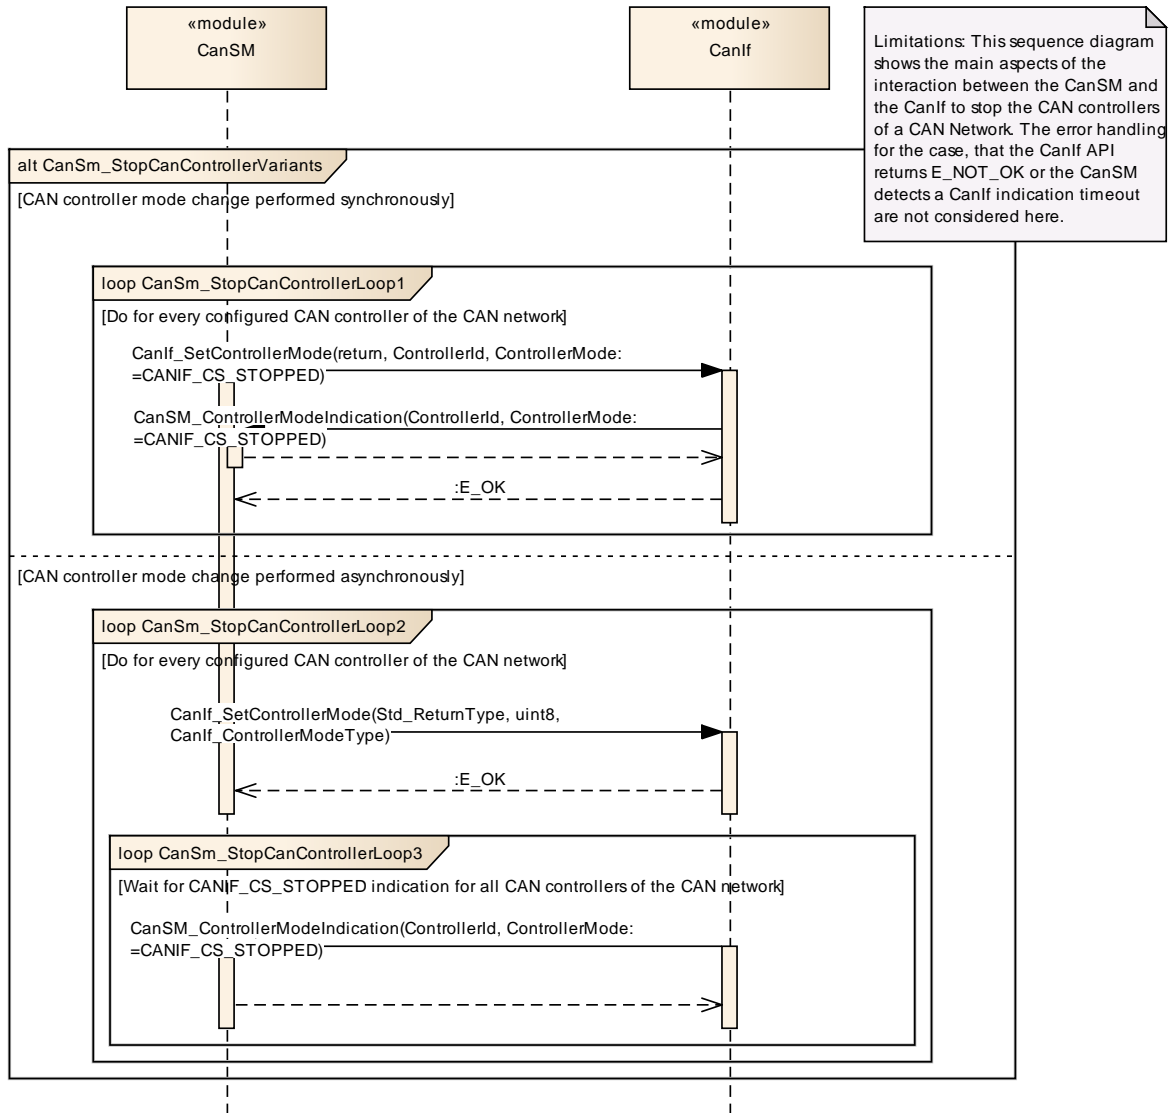 «module»
CanSM
«module»
CanIf
Limitations: This sequence diagram
shows the main aspects of the
interaction between the CanSM and
the CanIf to stop the CAN controllers
of a CAN Network. The error handling
for the case, that the CanIf API
returns E_NOT_OK or the CanSM
detects a CanIf indication timeout
are not considered here.
alt CanSm_StopCanControllerVariants
[CAN controller mode change performed synchronously]
loop CanSm_StopCanControllerLoop1
[Do for every configured CAN controller of the CAN network]
CanIf_SetControllerMode(return, ControllerId, ControllerMode:
=CANIF_CS_STOPPED)
CanSM_ControllerModeIndication(ControllerId, ControllerMode:
=CANIF_CS_STOPPED)
:E_OK
[CAN controller mode change performed asynchronously]
loop CanSm_StopCanControllerLoop2
[Do for every configured CAN controller of the CAN network]
CanIf_SetControllerMode(Std_ReturnType, uint8,
CanIf_ControllerModeType)
:E_OK
loop CanSm_StopCanControllerLoop3
[Wait for CANIF_CS_STOPPED indication for all CAN controllers of the CAN network]
CanSM_ControllerModeIndication(ControllerId, ControllerMode:
=CANIF_CS_STOPPED)